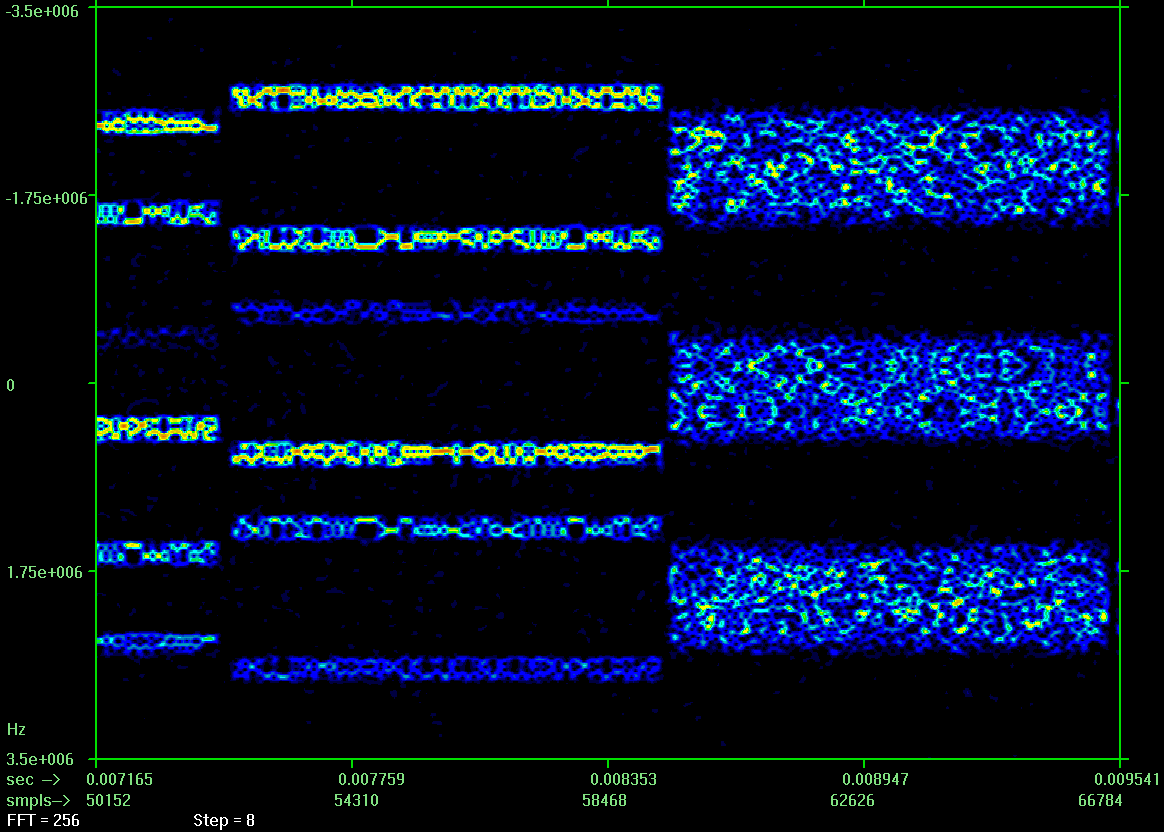 -3.5e+006
-1.75e+006
0
1.75e+006
Hz
3.5e+006
sec -> 0.007165 0.007759 0.008353 0.008947 0.009541
smpls-> 50152 54310 58468 62626 66784
FFT = 256 Step = 8